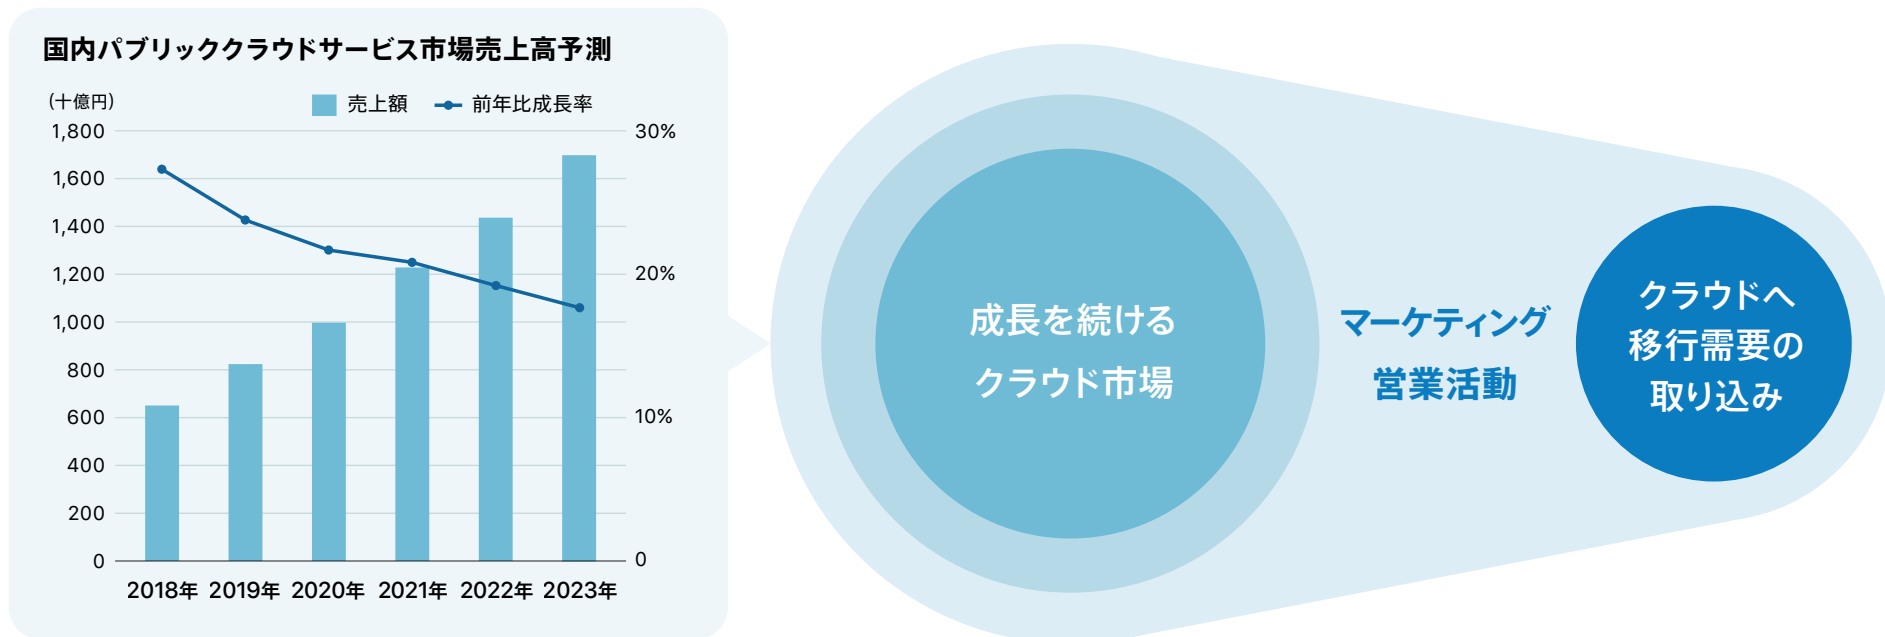 国内パブリッククラウドサービス市場売上高予測
(十億円)
売上額 前年比成長率
1,800 30%
1,600
1,400
1,200 20%
1,000
800
600 10%
400
200
0 0
2018年 2019年 2020年 2021年 2022年 2023年
成長を続ける
クラウド市場
マーケティング
営業活動
クラウドへ
移行需要の
取り込み